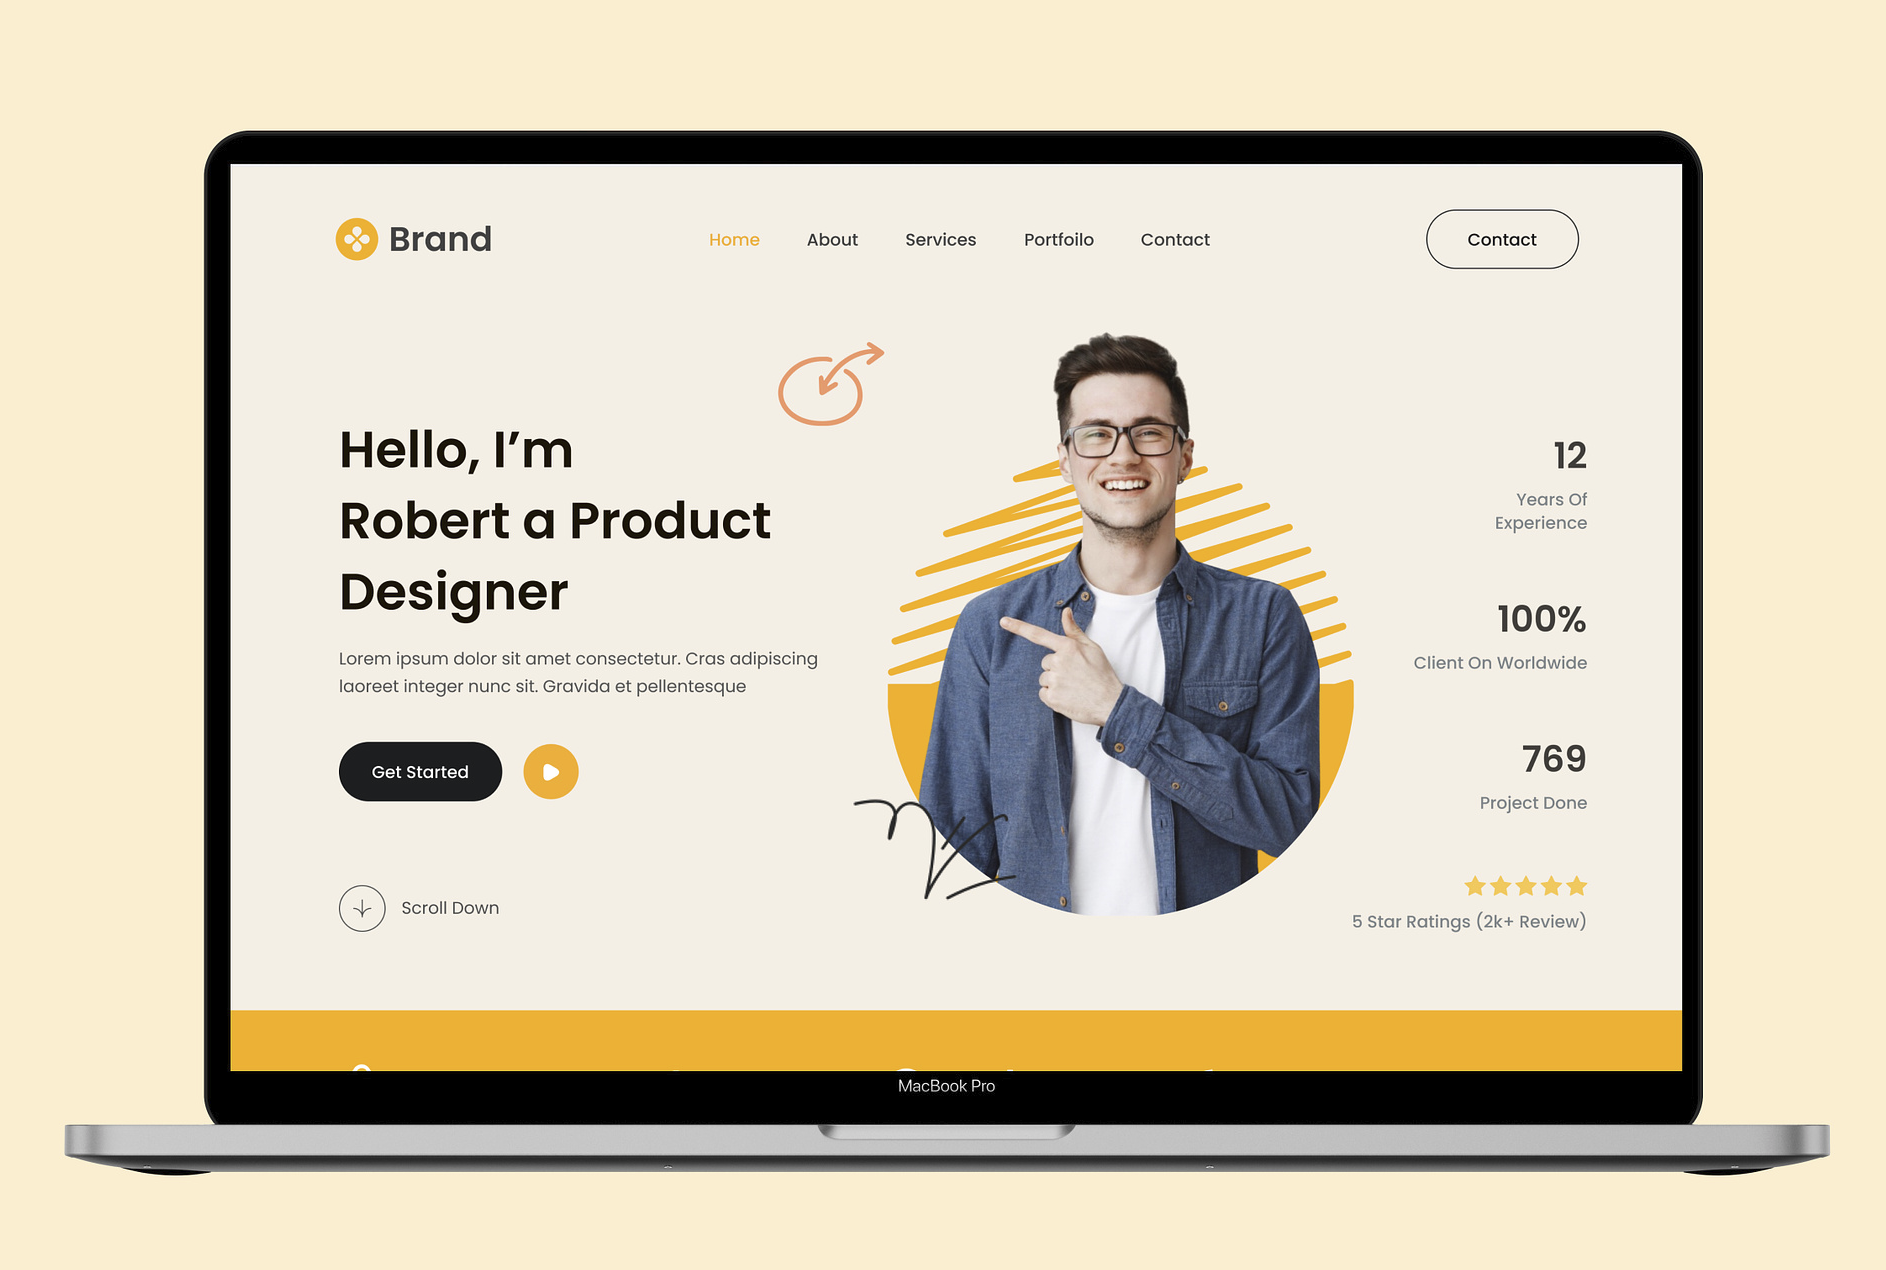 Brand
Home About Services Portfoilo Contact
Contact
Hello, I’m
Robert a Product
Designer
Lorem ipsum dolor sit amet consectetur. Cras adipiscing
laoreet integer nunc sit. Gravida et pellentesque
Get Started
Scroll Down
12
Years Of
Experience
100%
Client On Worldwide
769
Project Done
5 Star Ratings (2k+ Review)
MacBook Pro